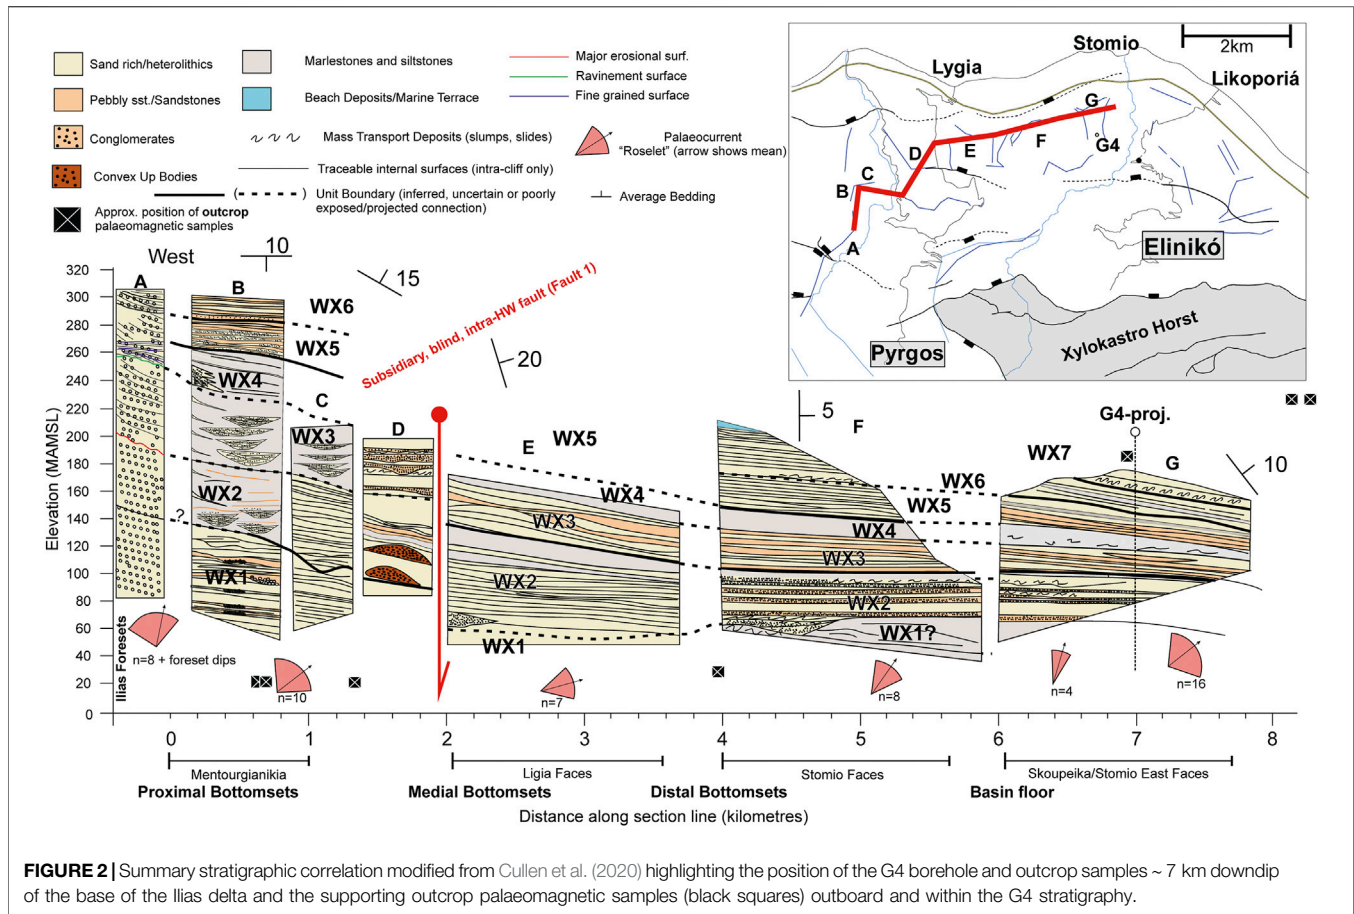 Sand rich/heterolithics
Pebbly sst./Sandstones
Conglomerates
Convex Up Bodies
Approx. position of outcrop
palaeomagnetic samples
Marlestones and siltstones
Beach Deposits/Marine Terrace
Mass Transport Deposits (slumps, slides)
Traceable internal surfaces (intra-cliff only)
( )
Unit Boundary (inferred, uncertain or poorly
exposed/projected connection)
Major erosional surf.
Ravinement surface
Fine grained surface
Palaeocurrent
"Roselet" (arrow shows mean)
Average Bedding
2km
Stomio
Lygia
Likoporiá
G
F
G4
D
E
C
B
A
Elinikó
Pyrgos
Xylokastro Horst
West
10
15
20
5
10
Subsidiary, blind, intra-HW fault (Fault 1)
Elevation (MAMSL)
320
300
280
260
240
220
200
180
160
140
120
100
80
60
40
20
0
A
B
C
D
E
F
G
G4-proj.
WX6
WX5
WX4
WX3
WX2
?
WX1
WX5
WX4
WX3
WX2
WX1
WX6
WX5
WX4
WX3
WX2
WX1?
WX7
Ilias Foresets
n=8 + foreset dips
n=10
n=7
n=8
n=4
n=16
0 1 2 3 4 5 6 7 8
Mentourgianikia
Ligia Faces
Stomio Faces
Skoupeika/Stomio East Faces
Proximal Bottomsets
Medial Bottomsets
Distal Bottomsets
Basin floor
Distance along section line (kilometres)
FIGURE 2 | Summary stratigraphic correlation modified from Cullen et al. (2020) highlighting the position of the G4 borehole and outcrop samples ~ 7 km downdip
of the base of the Ilias delta and the supporting outcrop palaeomagnetic samples (black squares) outboard and within the G4 stratigraphy.